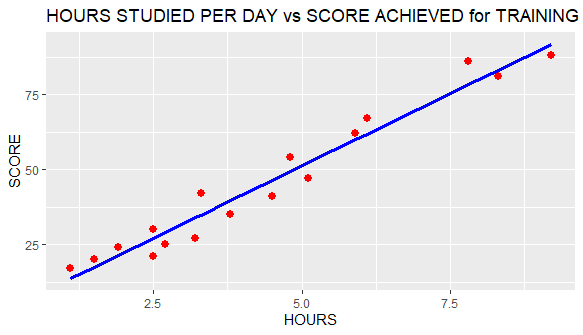 HOURS STUDIED PER DAY vs SCORE ACHIEVED for TRAINING
75
50
25
SCORE
2.5 5.0 7.5
HOURS